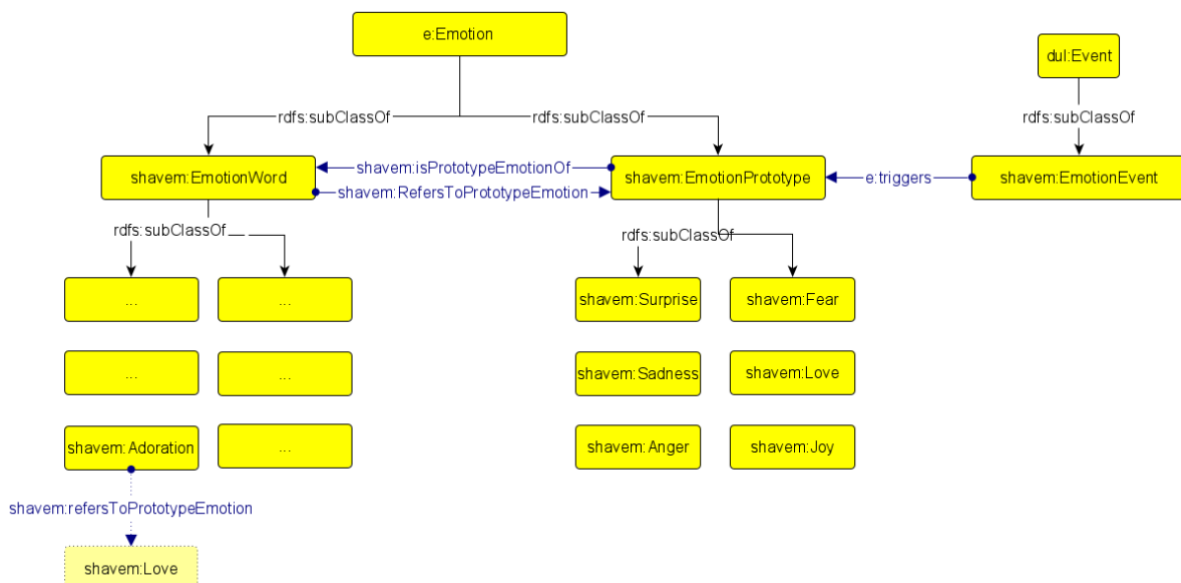 e:Emotion
dul:Event
rdfs:subClassOf
rdfs:subClassOf
rdfs:subClassOf
shavem:EmotionWord
shavem:isPrototypeEmotionOf
shavem:RefersToPrototypeEmotion
shavem:EmotionPrototype
e:triggers
shavem:EmotionEvent
rdfs:subClassOf
rdfs:subClassOf
...
...
shavem:Surprise
shavem:Fear
...
...
shavem:Sadness
shavem:Love
shavem:Adoration
...
shavem:Anger
shavem:Joy
shavem:refersToPrototypeEmotion
shavem:Love